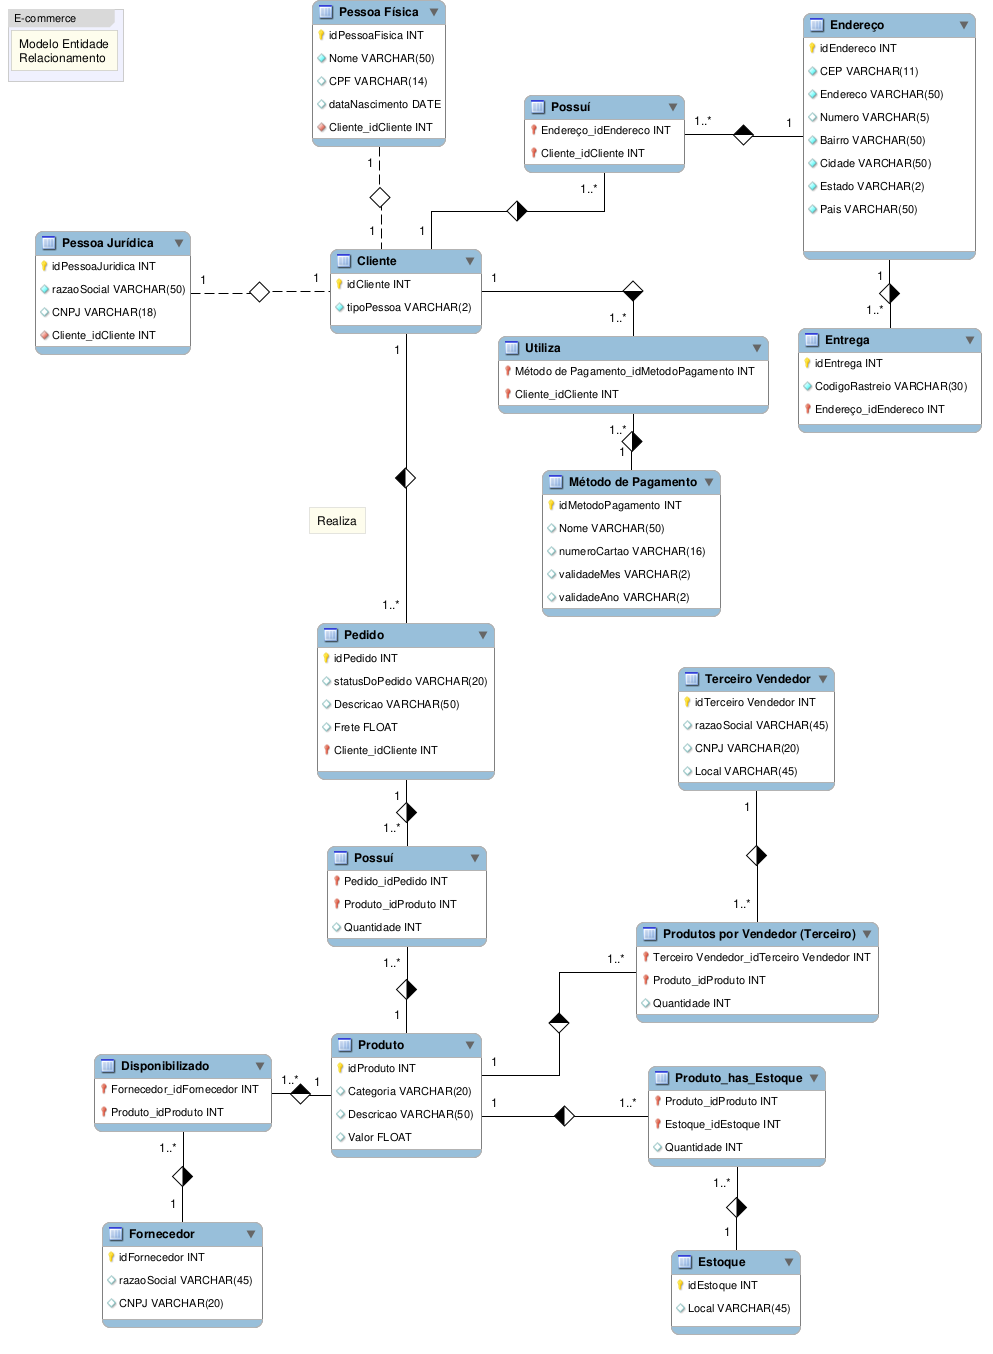 E-commerce
Modelo Entidade
Relacionamento
Pessoa Física
idPessoaFisica INT
Nome VARCHAR(50)
CPF VARCHAR(14)
dataNascimento DATE
Cliente_idCliente INT
1
1
Possuí
Endereço_idEndereco INT
Cliente_idCliente INT
1..*
1
1..*
1
Endereço
idEndereco INT
CEP VARCHAR(11)
Endereco VARCHAR(50)
Numero VARCHAR(5)
Bairro VARCHAR(50)
Cidade VARCHAR(50)
Estado VARCHAR(2)
Pais VARCHAR(50)
1
1..*
Pessoa Jurídica
idPessoaJuridica INT
razaoSocial VARCHAR(50)
CNPJ VARCHAR(18)
Cliente_idCliente INT
1
1
Cliente
idCliente INT
tipoPessoa VARCHAR(2)
1
1..*
1
Utiliza
Método de Pagamento_idMetodoPagamento INT
Cliente_idCliente INT
1..*
1
Entrega
idEntrega INT
CodigoRastreio VARCHAR(30)
Endereço_idEndereco INT
Método de Pagamento
idMetodoPagamento INT
Nome VARCHAR(50)
numeroCartao VARCHAR(16)
validadeMes VARCHAR(2)
validadeAno VARCHAR(2)
Realiza
1..*
Pedido
idPedido INT
statusDoPedido VARCHAR(20)
Descricao VARCHAR(50)
Frete FLOAT
Cliente_idCliente INT
1
1..*
Terceiro Vendedor
idTerceiro Vendedor INT
razaoSocial VARCHAR(45)
CNPJ VARCHAR(20)
Local VARCHAR(45)
1
1..*
Possuí
Pedido_idPedido INT
Produto_idProduto INT
Quantidade INT
1..*
1
Produtos por Vendedor (Terceiro)
Terceiro Vendedor_idTerceiro Vendedor INT
Produto_idProduto INT
Quantidade INT
1..*
1
Disponibilizado
Fornecedor_idFornecedor INT
Produto_idProduto INT
1..*
1
Produto
idProduto INT
Categoria VARCHAR(20)
Descricao VARCHAR(50)
Valor FLOAT
1
1..*
Produto_has_Estoque
Produto_idProduto INT
Estoque_idEstoque INT
Quantidade INT
1..*
1
1..*
1
Fornecedor
idFornecedor INT
razaoSocial VARCHAR(45)
CNPJ VARCHAR(20)
Estoque
idEstoque INT
Local VARCHAR(45)